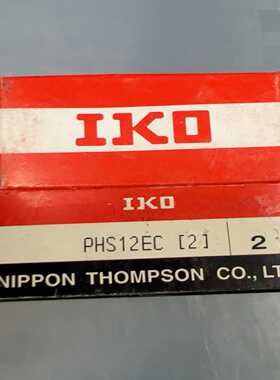 IKO
IKO
PHS12EC [2] 2
NIPPON THOMPSON CO., LT